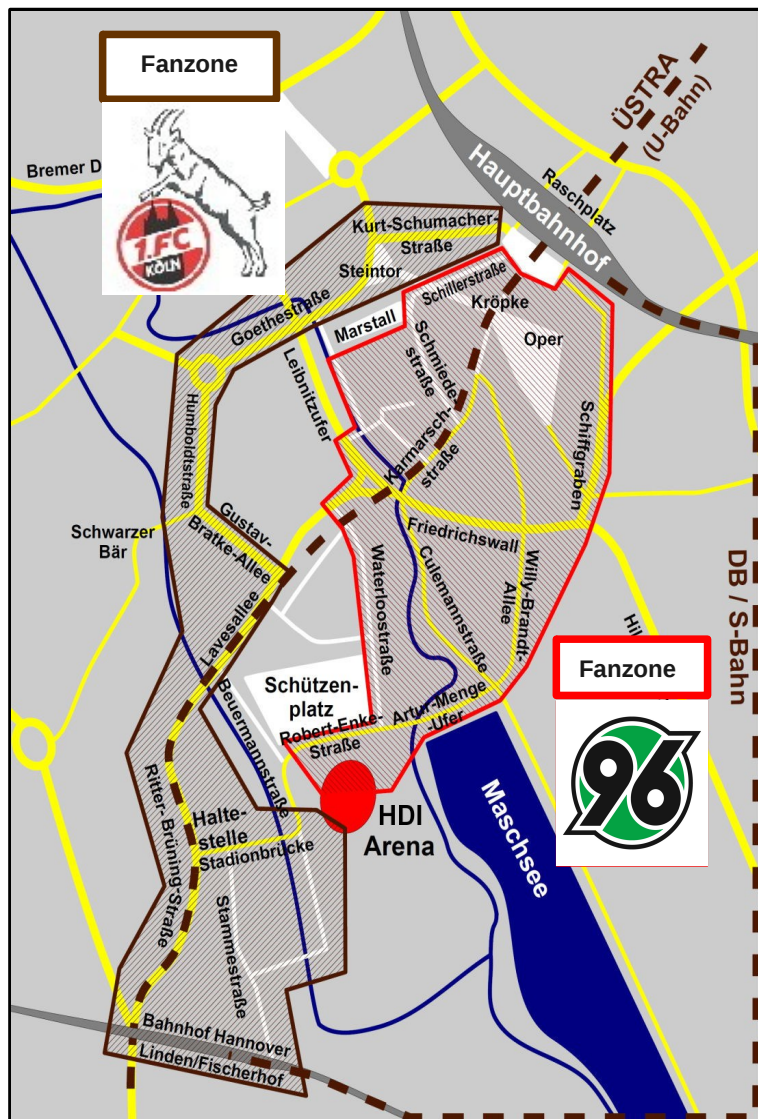 Fanzone
1.FC
KÖLN
ÜSTRA
(U-Bahn)
Bremer D
Hauptbahnhof
Raschplatz
Kurt-Schumacher-
Straße
Steintor
Goethestraße
Schillerstraße
Kröpke
Marstall
Oper
Schmiede-
straße
Leibnitzufer
Karmarsch-
straße
Schiffgraben
Humboldtstraße
Gustav-
Bratke-Allee
Schwarzer
Bär
Friedrichswall
Waterloostraße
Culemannstraße
Willy-Brandt-
Allee
DB / S-Bahn
Lavesallee
Schützen-
platz
Beuermannstraße
Robert-Enke-
Straße
Artur-Menge
-Ufer
Fanzone
96
Ritter- Brüning-Straße
Halte-
stelle
Stadionbrücke
HDI
Arena
Maschsee
Stammestraße
Bahnhof Hannover
Linden/Fischerhof